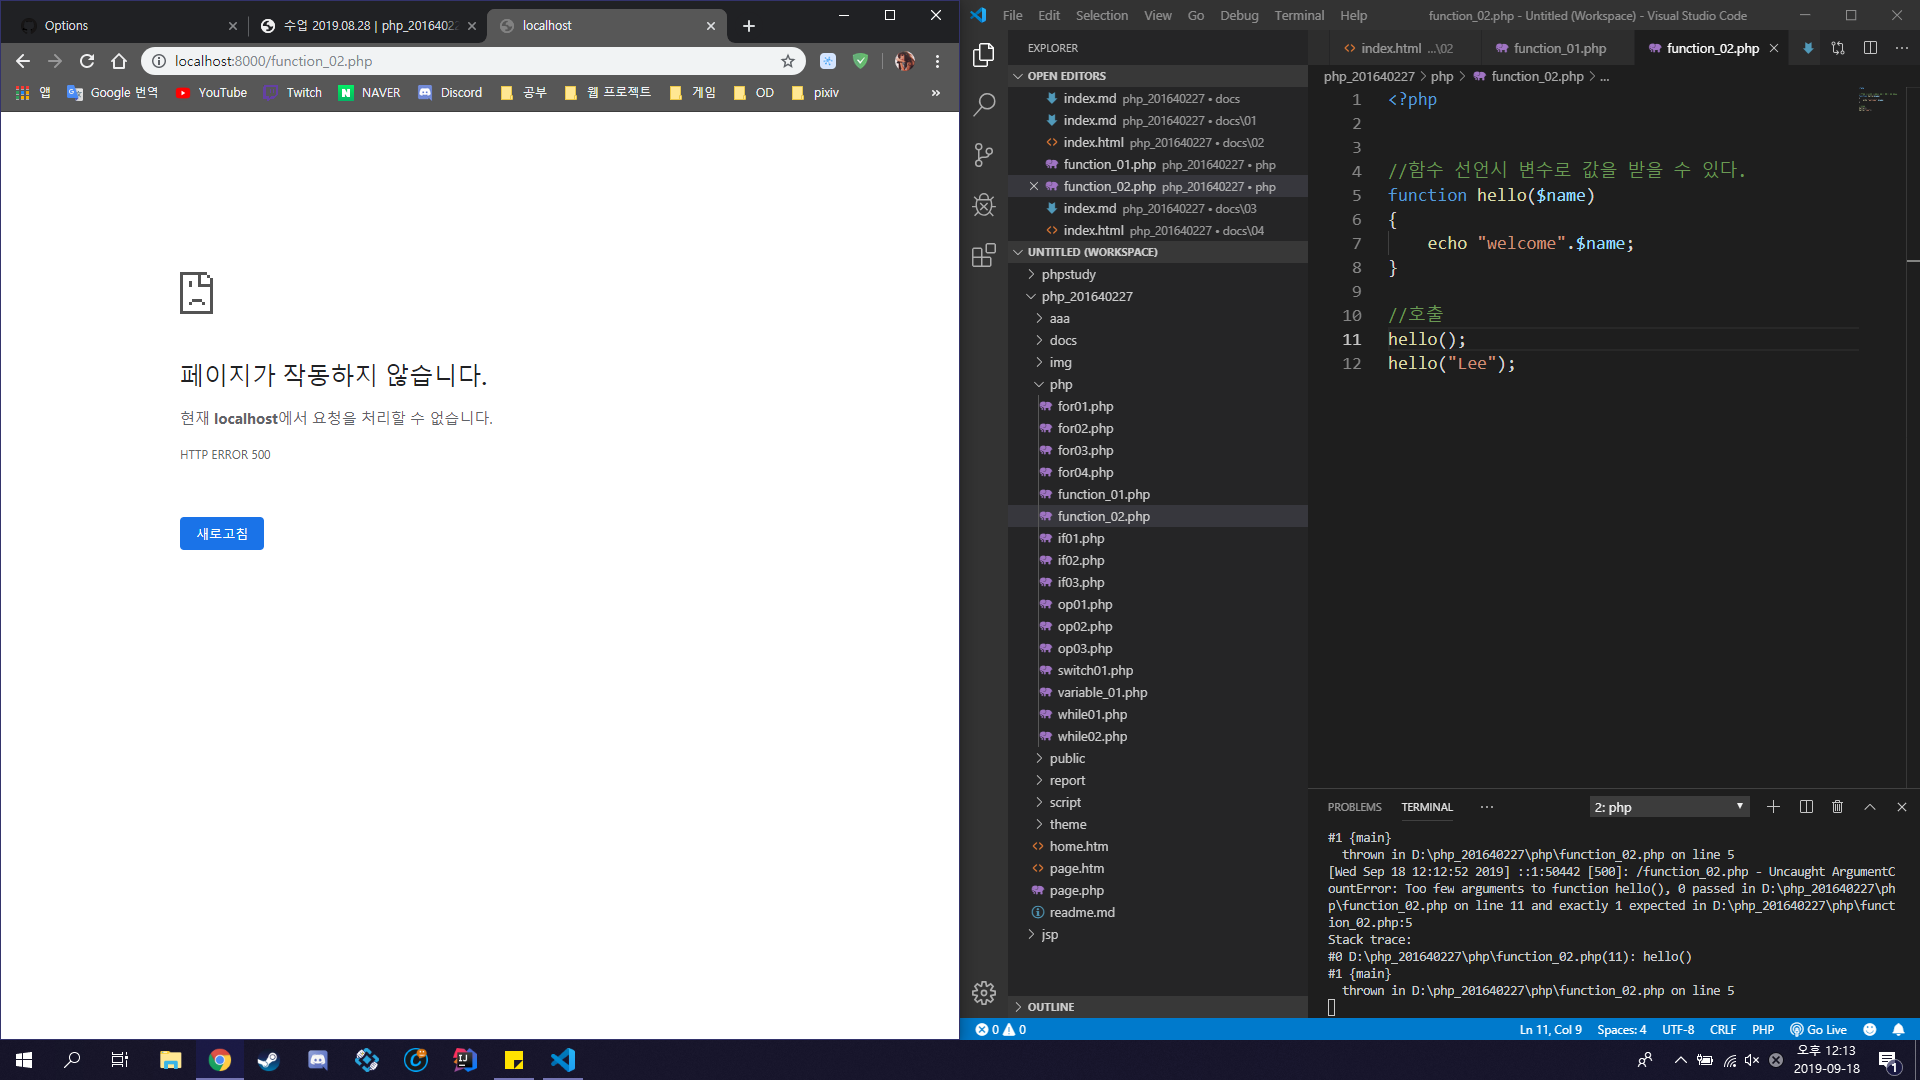 Options
수업 2019.08.28 | php_20164022
localhost
localhost:8000/function_02.php
앱
Google 번역
YouTube
Twitch
NAVER
Discord
공부
웹 프로젝트
게임
OD
pixiv
»
페이지가 작동하지 않습니다.
현재 localhost에서 요청을 처리할 수 없습니다.
HTTP ERROR 500
새로고침
File Edit Selection View Go Debug Terminal Help
function_02.php - Untitled (Workspace) - Visual Studio Code
EXPLORER
OPEN EDITORS
index.md php_201640227 • docs
index.md php_201640227 • docs\01
index.html php_201640227 • docs\02
function_01.php php_201640227 • php
function_02.php php_201640227 • php
index.md php_201640227 • docs\03
index.html php_201640227 • docs\04
UNTITLED (WORKSPACE)
phpstudy
php_201640227
aaa
docs
img
php
for01.php
for02.php
for03.php
for04.php
function_01.php
function_02.php
if01.php
if02.php
if03.php
op01.php
op02.php
op03.php
switch01.php
variable_01.php
while01.php
while02.php
public
report
script
theme
home.htm
page.htm
page.php
readme.md
jsp
OUTLINE
index.html ...\02
function_01.php
function_02.php
php_201640227 > php > function_02.php > ...
1 <?php
2
3
4 //함수 선언시 변수로 값을 받을 수 있다.
5 function hello($name)
6 {
7 echo "welcome".$name;
8 }
9
10 //호출
11 hello();
12 hello("Lee");
PROBLEMS TERMINAL ... 2: php
#1 {main}
thrown in D:\php_201640227\php\function_02.php on line 5
[Wed Sep 18 12:12:52 2019] ::1:50442 [500]: /function_02.php - Uncaught ArgumentC
ountError: Too few arguments to function hello(), 0 passed in D:\php_201640227\ph
p\function_02.php on line 11 and exactly 1 expected in D:\php_201640227\php\funct
ion_02.php:5
Stack trace:
#0 D:\php_201640227\php\function_02.php(11): hello()
#1 {main}
thrown in D:\php_201640227\php\function_02.php on line 5
0 0
Ln 11, Col 9 Spaces: 4 UTF-8 CRLF PHP Go Live
오후 12:13
2019-09-18
1